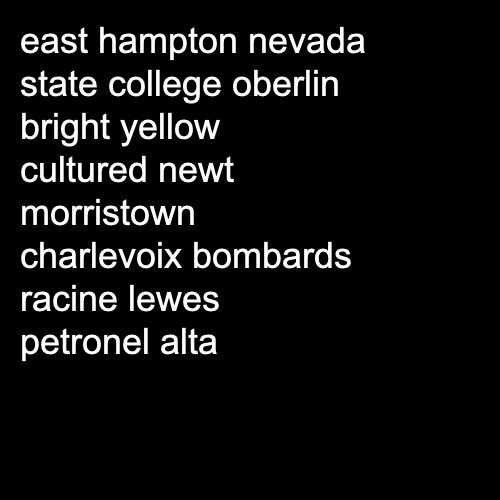 east hampton nevada
state college oberlin
bright yellow
cultured newt
morristown
charlevoix bombards
racine lewes
petronel alta